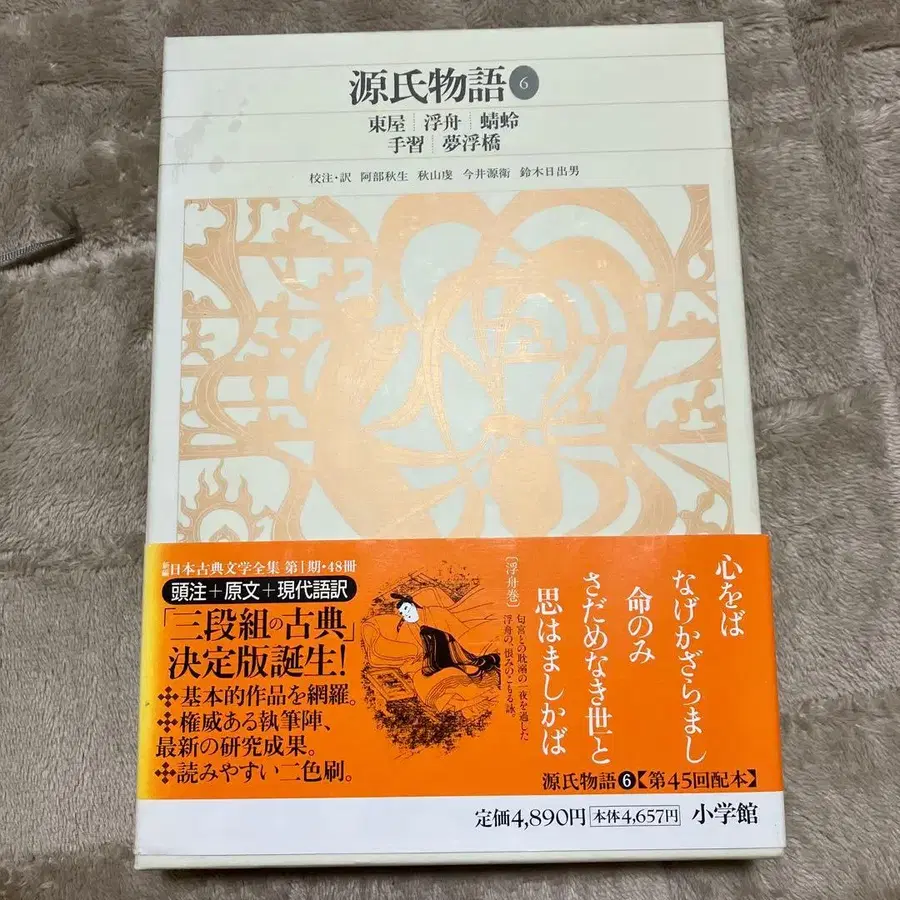 源氏物語 6
東屋 浮舟 蜻蛉
手習 夢浮橋
校注・訳 阿部秋生 秋山虔 今井源衛 鈴木日出男
新編 日本古典文学全集 第Ⅰ期・48冊
頭注+原文+現代語訳
「三段組の古典」
決定版誕生!
基本的作品を網羅。
権威ある執筆陣、
最新の研究成果。
読みやすい二色刷。
心をば
なげかざらまし
命のみ
さだめなき世と
思はましかば
〔浮舟巻〕
匂宮との耽溺の一夜を過した
浮舟の、恨みのこもる詠。
源氏物語6【第45回配本】
定価4,890円 本体4,657円 小学館